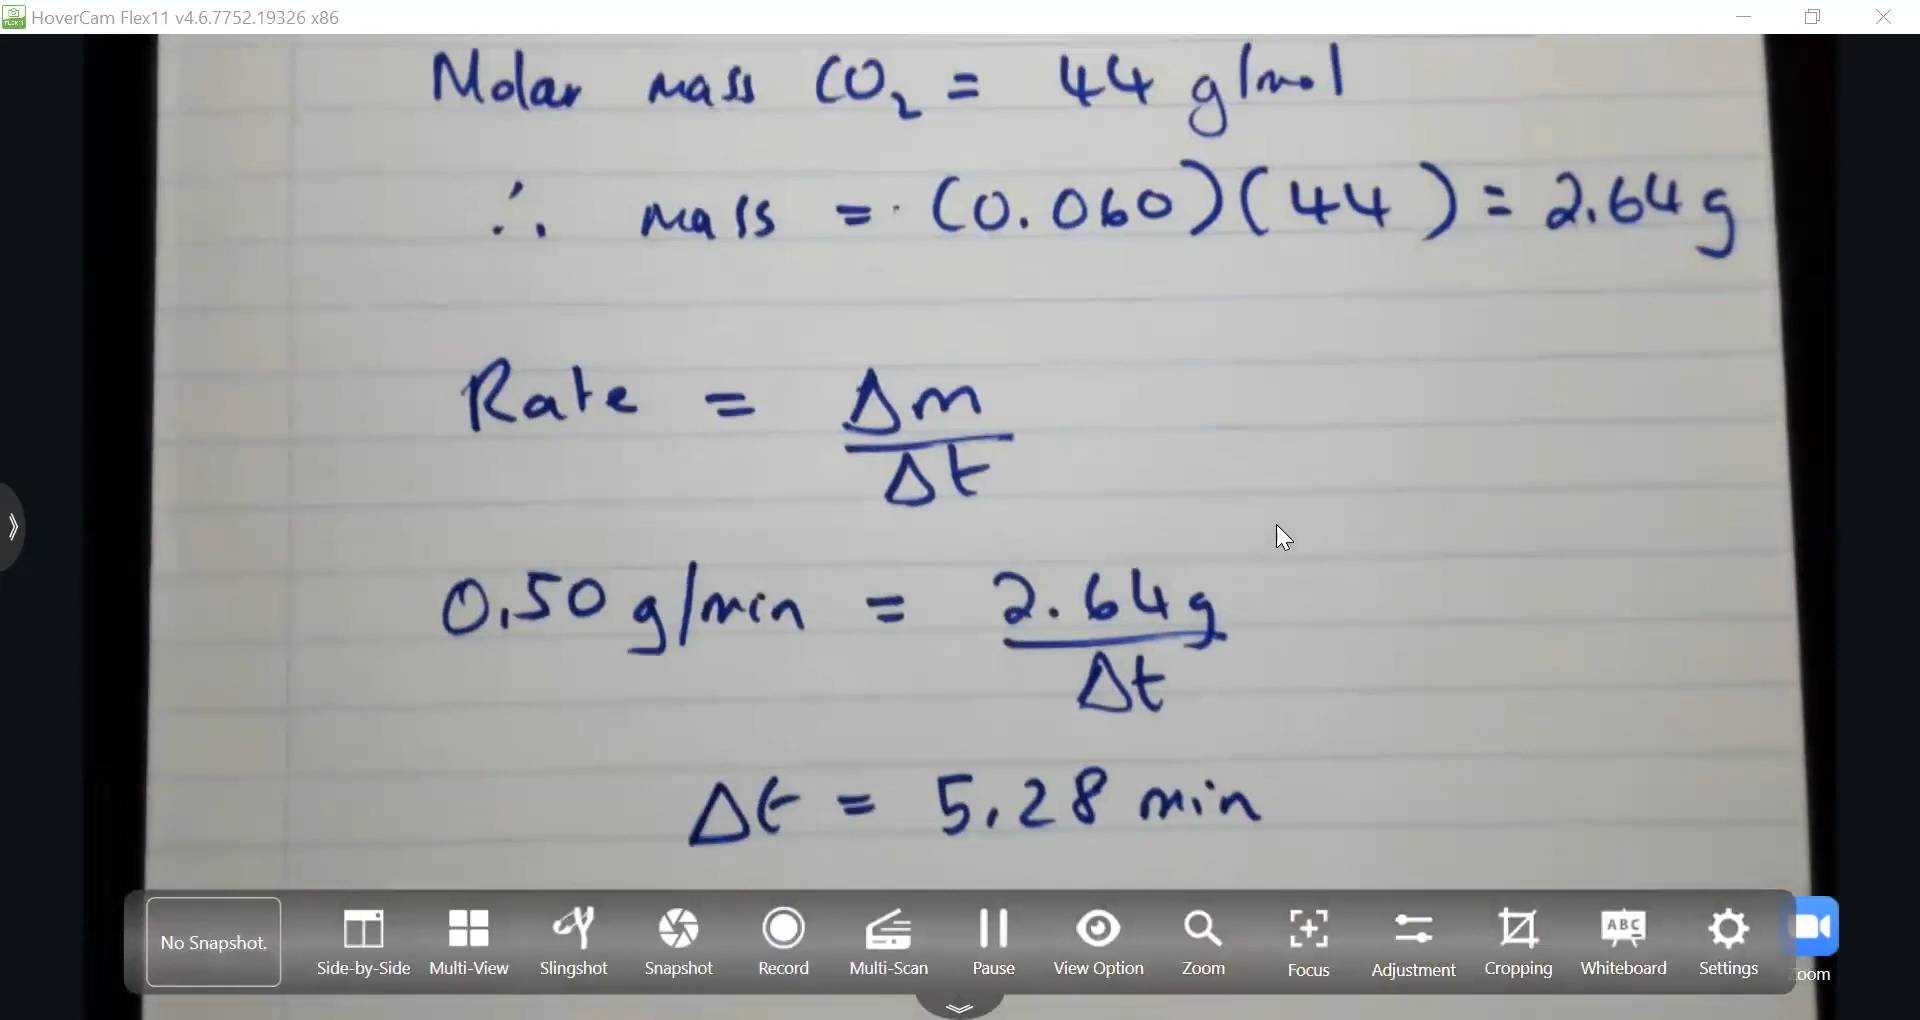 HoverCam Flex11 v4.6.7752.19326 x86
Molar mass CO₂ = 44 g/mol
∴ mass = (0.060)(44) = 2.64g
Rate = Δm
Δt
0.50 g/min = 2.64g
Δt
Δt = 5.28 min
No Snapshot.
Side-by-Side Multi-View Slingshot Snapshot Record Multi-Scan Pause View Option Zoom Focus Adjustment Cropping ABC Whiteboard Settings oom